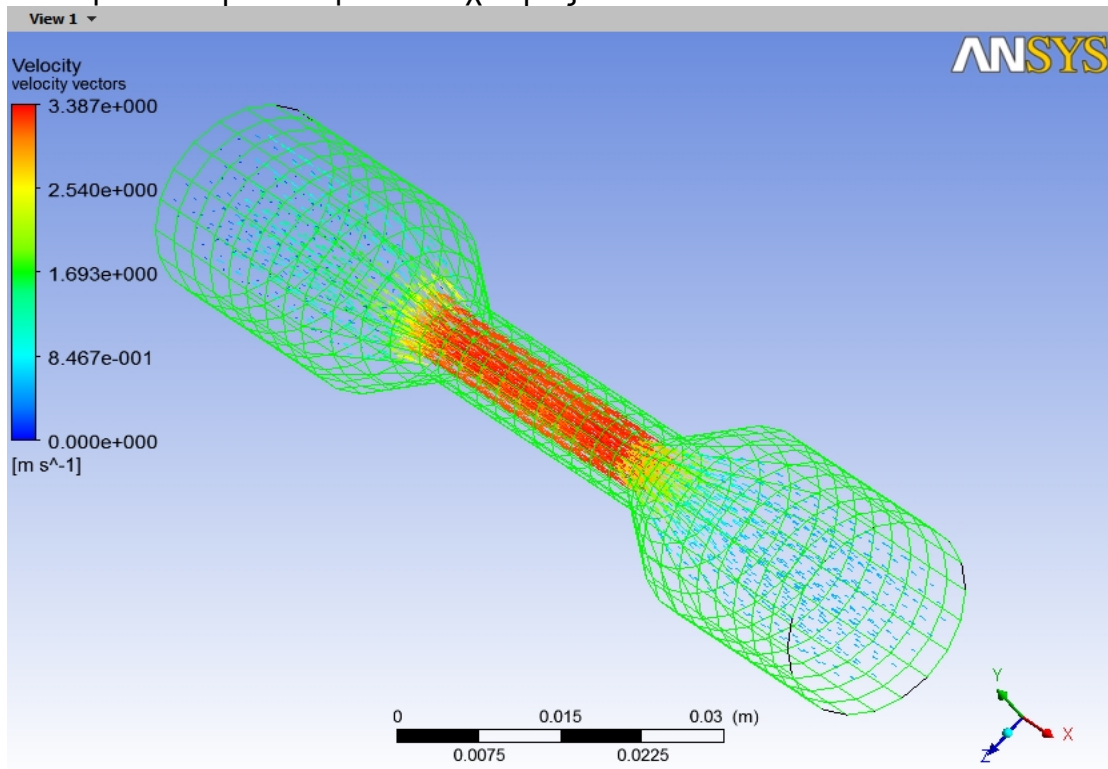 View 1
ANSYS
Velocity
velocity vectors
3.387e+000
2.540e+000
1.693e+000
8.467e-001
0.000e+000
[m s^-1]
0 0.015 0.03 (m)
0.0075 0.0225
Y
X
Z